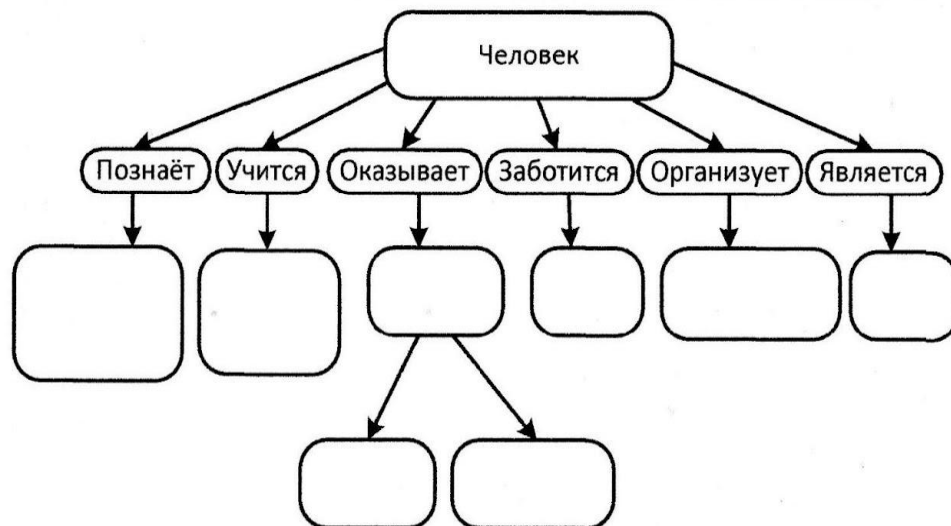 Человек
Познаёт Учится Оказывает Заботится Организует Является